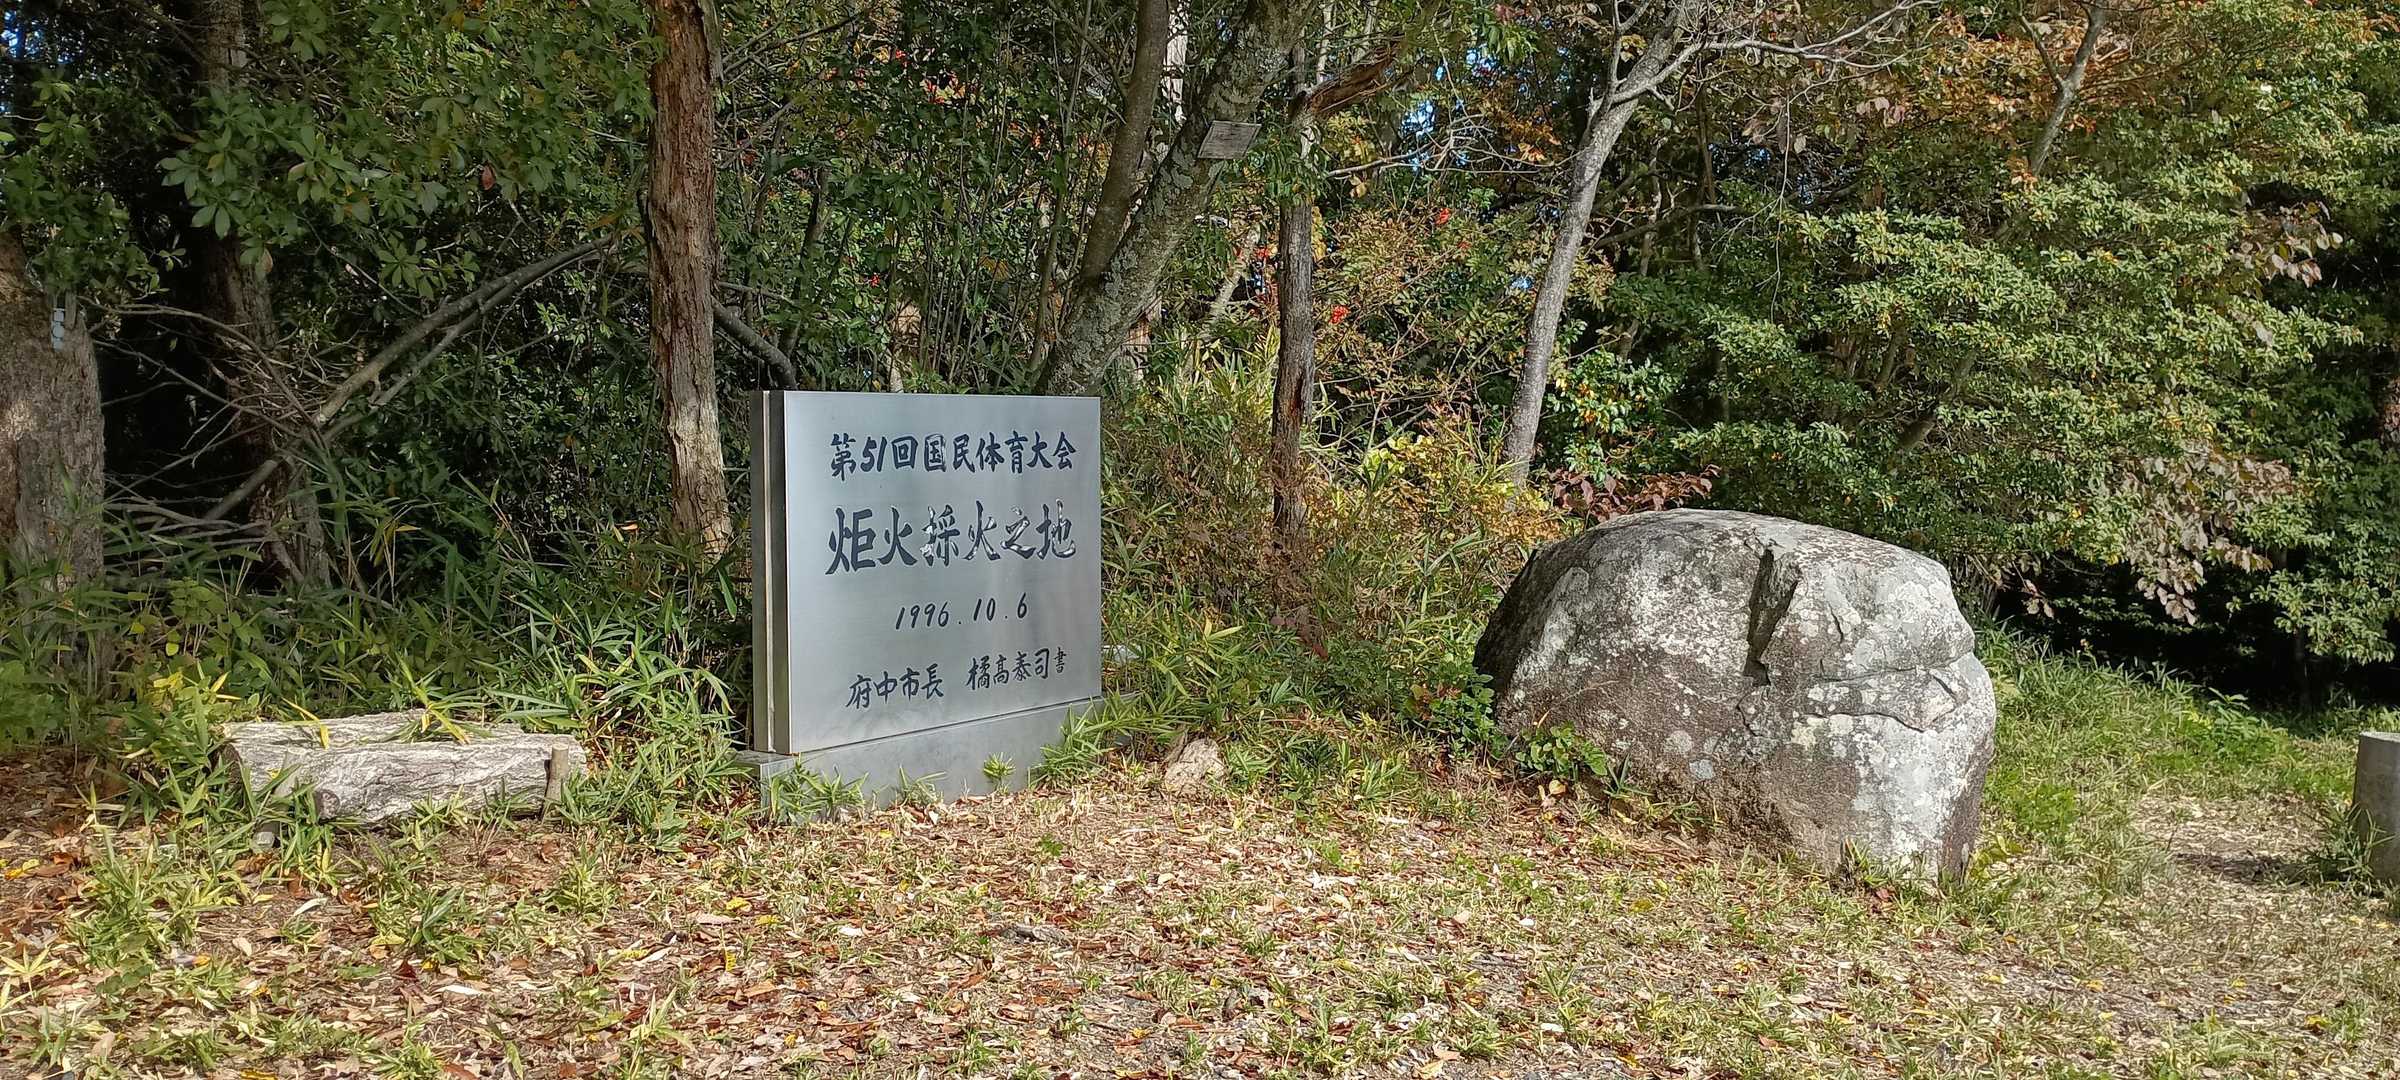 第51回国民体育大会
炬火採火之地
1996.10.6
府中市長 橘髙泰司書